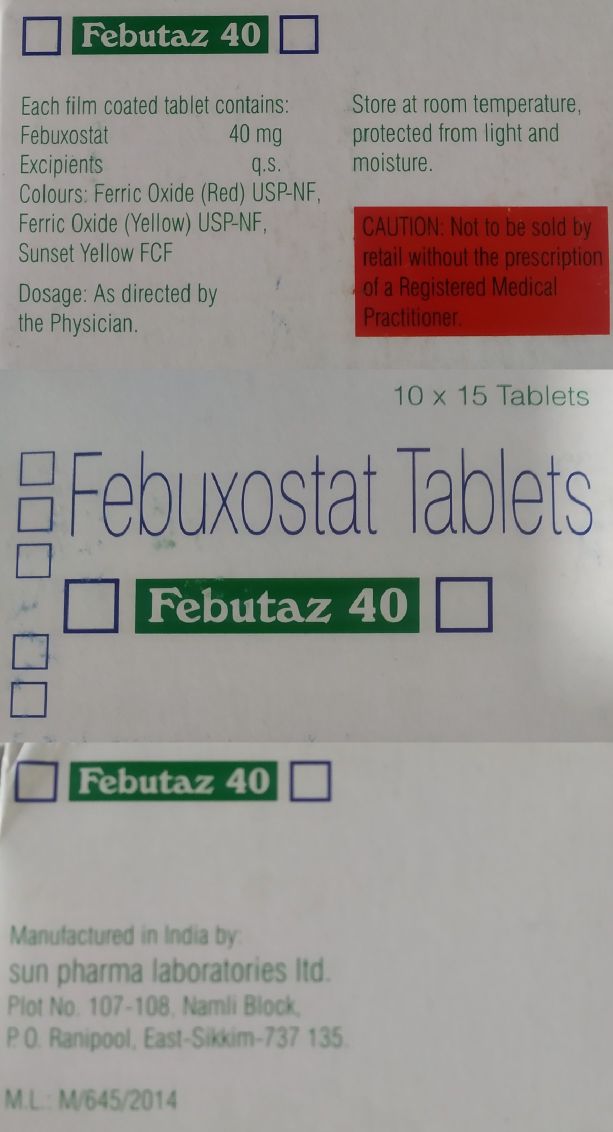 Febutaz 40
Each film coated tablet contains:
Febuxostat 40 mg
Excipients q.s.
Colours: Ferric Oxide (Red) USP-NF,
Ferric Oxide (Yellow) USP-NF,
Sunset Yellow FCF
Dosage: As directed by
the Physician.
Store at room temperature,
protected from light and
moisture.
CAUTION: Not to be sold by
retail without the prescription
of a Registered Medical
Practitioner.
10 x 15 Tablets
Febuxostat Tablets
Febutaz 40
Febutaz 40
Manufactured in India by:
sun pharma laboratories ltd.
Plot No. 107-108, Namli Block,
P.O. Ranipool, East-Sikkim-737 135.
M.L.: M/645/2014